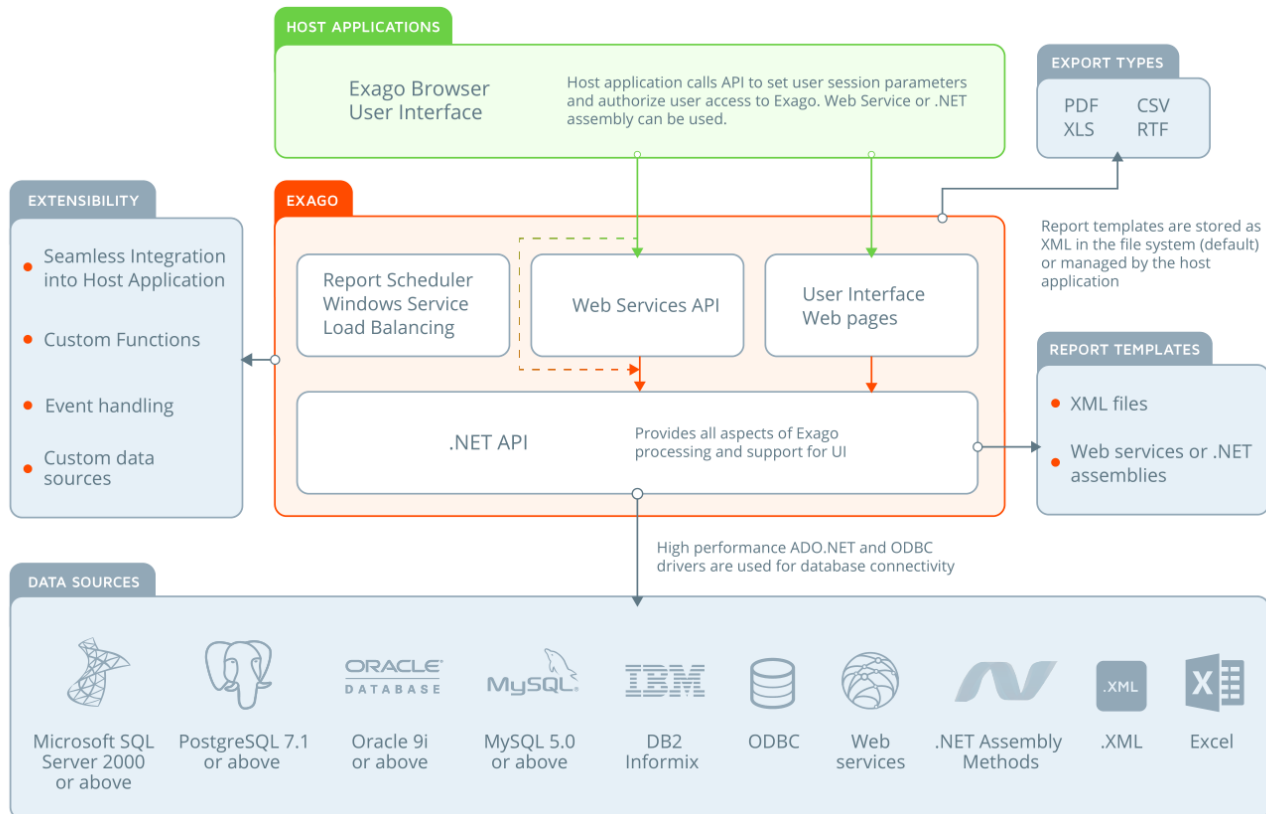 HOST APPLICATIONS
Exago Browser
User Interface
Host application calls API to set user session parameters
and authorize user access to Exago. Web Service or .NET
assembly can be used.
EXPORT TYPES
PDF CSV
XLS RTF
EXTENSIBILITY
Seamless Integration
into Host Application
Custom Functions
Event handling
Custom data
sources
EXAGO
Report Scheduler
Windows Service
Load Balancing
Web Services API
User Interface
Web pages
.NET API
Provides all aspects of Exago
processing and support for UI
Report templates are stored as
XML in the file system (default)
or managed by the host
application
REPORT TEMPLATES
XML files
Web services or .NET
assemblies
High performance ADO.NET and ODBC
drivers are used for database connectivity
DATA SOURCES
ORACLE
DATABASE
MySQL
IBM
.XML
X
Microsoft SQL
Server 2000
or above
PostgreSQL 7.1
or above
Oracle 9i
or above
MySQL 5.0
or above
DB2
Informix
ODBC
Web
services
.NET Assembly
Methods
.XML
Excel